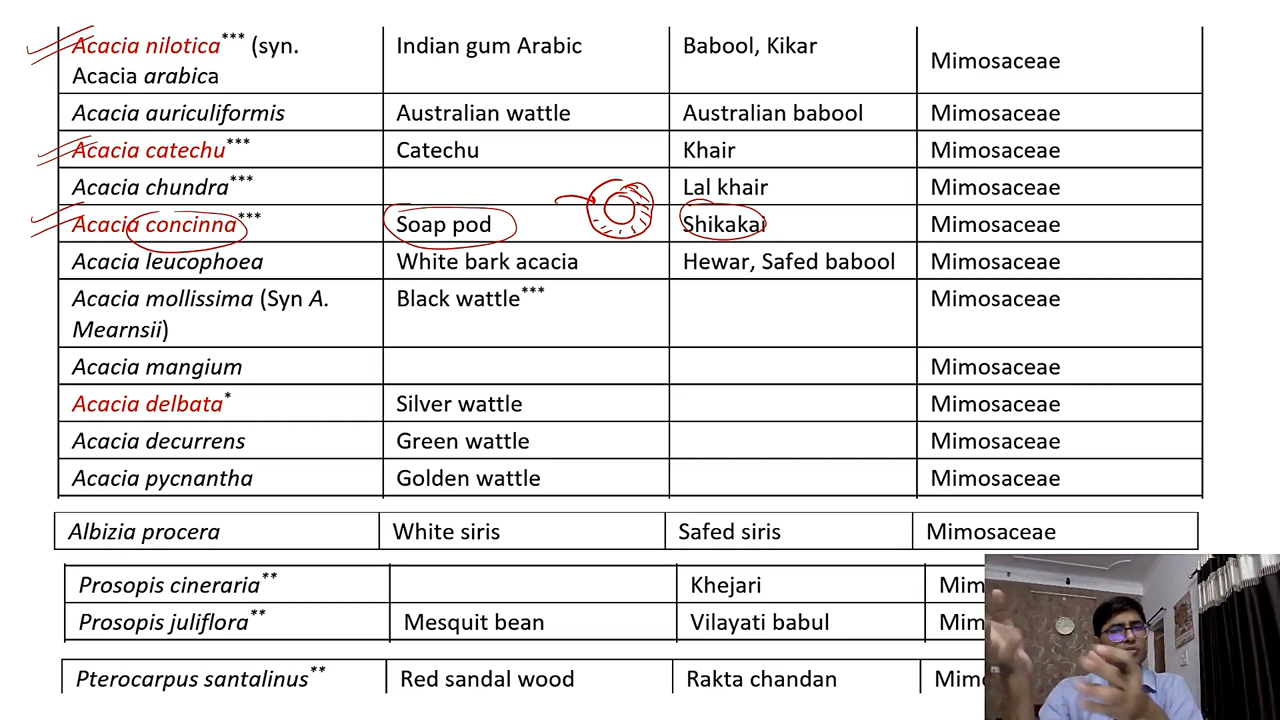 Acacia nilotica*** (syn. Indian gum Arabic Babool, Kikar Mimosaceae
Acacia arabica
Acacia auriculiformis Australian wattle Australian babool Mimosaceae
Acacia catechu*** Catechu Khair Mimosaceae
Acacia chundra*** Lal khair Mimosaceae
Acacia concinna*** Soap pod Shikakai Mimosaceae
Acacia leucophoea White bark acacia Hewar, Safed babool Mimosaceae
Acacia mollissima (Syn A. Black wattle*** Mimosaceae
Mearnsii)
Acacia mangium Mimosaceae
Acacia delbata* Silver wattle Mimosaceae
Acacia decurrens Green wattle Mimosaceae
Acacia pycnantha Golden wattle Mimosaceae
Albizia procera White siris Safed siris Mimosaceae
Prosopis cineraria** Khejari Mim
Prosopis juliflora** Mesquit bean Vilayati babul Mim
Pterocarpus santalinus** Red sandal wood Rakta chandan Mim